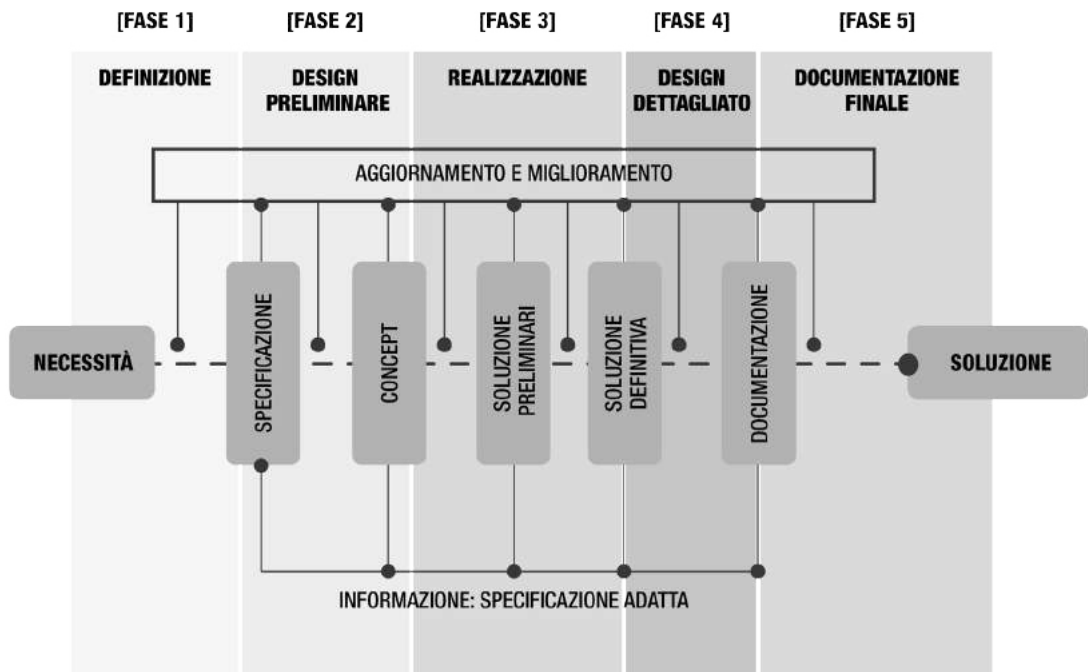 [FASE 1] [FASE 2] [FASE 3] [FASE 4] [FASE 5]
DEFINIZIONE
DESIGN
PRELIMINARE
REALIZZAZIONE
DESIGN
DETTAGLIATO
DOCUMENTAZIONE
FINALE
AGGIORNAMENTO E MIGLIORAMENTO
NECESSITÀ
SPECIFICAZIONE
CONCEPT
SOLUZIONE
PRELIMINARI
SOLUZIONE
DEFINITIVA
DOCUMENTAZIONE
SOLUZIONE
INFORMAZIONE: SPECIFICAZIONE ADATTA